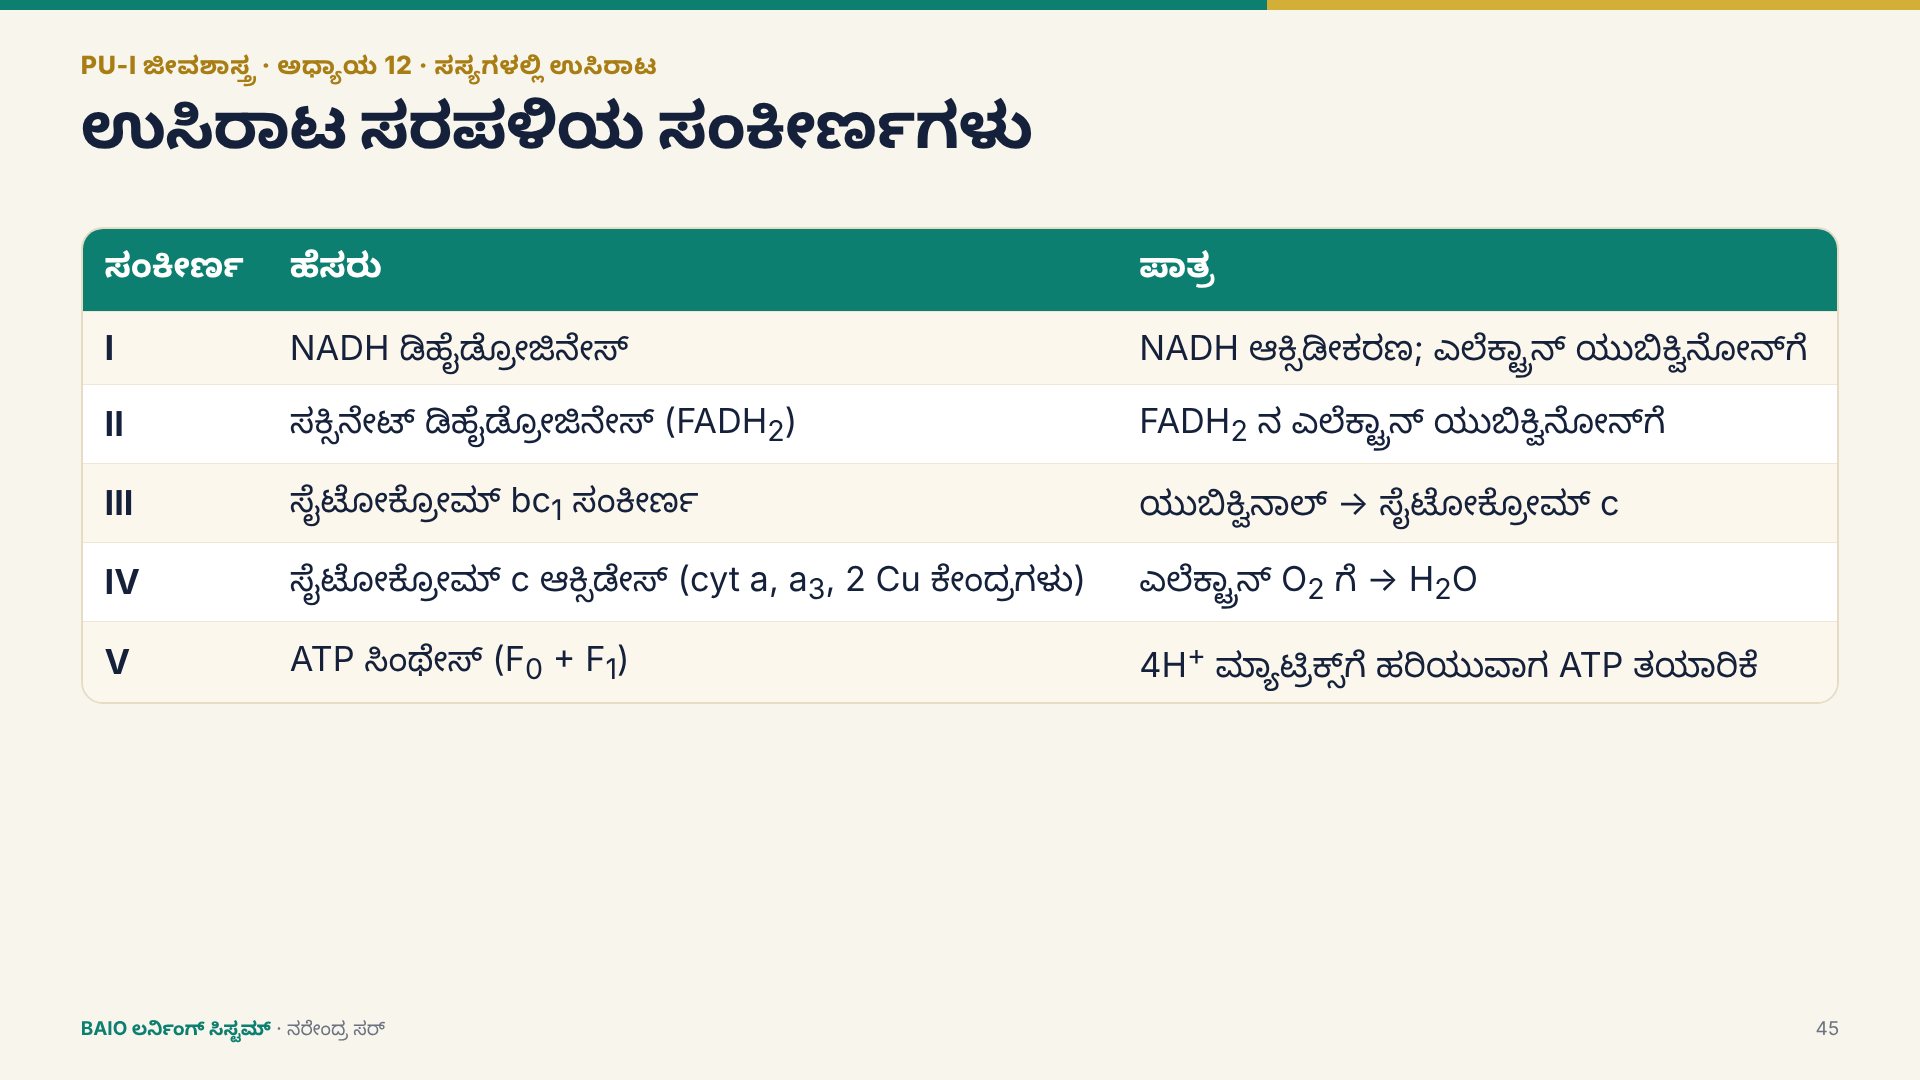 PU-I ಜೀವಶಾಸ್ತ್ರ · ಅಧ್ಯಾಯ 12 · ಸಸ್ಯಗಳಲ್ಲಿ ಉಸಿರಾಟ
ಉಸಿರಾಟ ಸರಪಳಿಯ ಸಂಕೀರ್ಣಗಳು
ಸಂಕೀರ್ಣ ಹೆಸರು ಪಾತ್ರ
I NADH ಡಿಹೈಡ್ರೋಜಿನೇಸ್ NADH ಆಕ್ಸಿಡೀಕರಣ; ಎಲೆಕ್ಟ್ರಾನ್ ಯುಬಿಕ್ವಿನೋನ್‌ಗೆ
II ಸಕ್ಸಿನೇಟ್ ಡಿಹೈಡ್ರೋಜಿನೇಸ್ (FADH₂) FADH₂ ನ ಎಲೆಕ್ಟ್ರಾನ್ ಯುಬಿಕ್ವಿನೋನ್‌ಗೆ
III ಸೈಟೋಕ್ರೋಮ್ bc₁ ಸಂಕೀರ್ಣ ಯುಬಿಕ್ವಿನಾಲ್ → ಸೈಟೋಕ್ರೋಮ್ c
IV ಸೈಟೋಕ್ರೋಮ್ c ಆಕ್ಸಿಡೇಸ್ (cyt a, a₃, 2 Cu ಕೇಂದ್ರಗಳು) ಎಲೆಕ್ಟ್ರಾನ್ O₂ ಗೆ → H₂O
V ATP ಸಿಂಥೇಸ್ (F₀ + F₁) 4H⁺ ಮ್ಯಾಟ್ರಿಕ್ಸ್‌ಗೆ ಹರಿಯುವಾಗ ATP ತಯಾರಿಕೆ
BAIO ಲರ್ನಿಂಗ್ ಸಿಸ್ಟಮ್ · ನರೇಂದ್ರ ಸರ್ 45